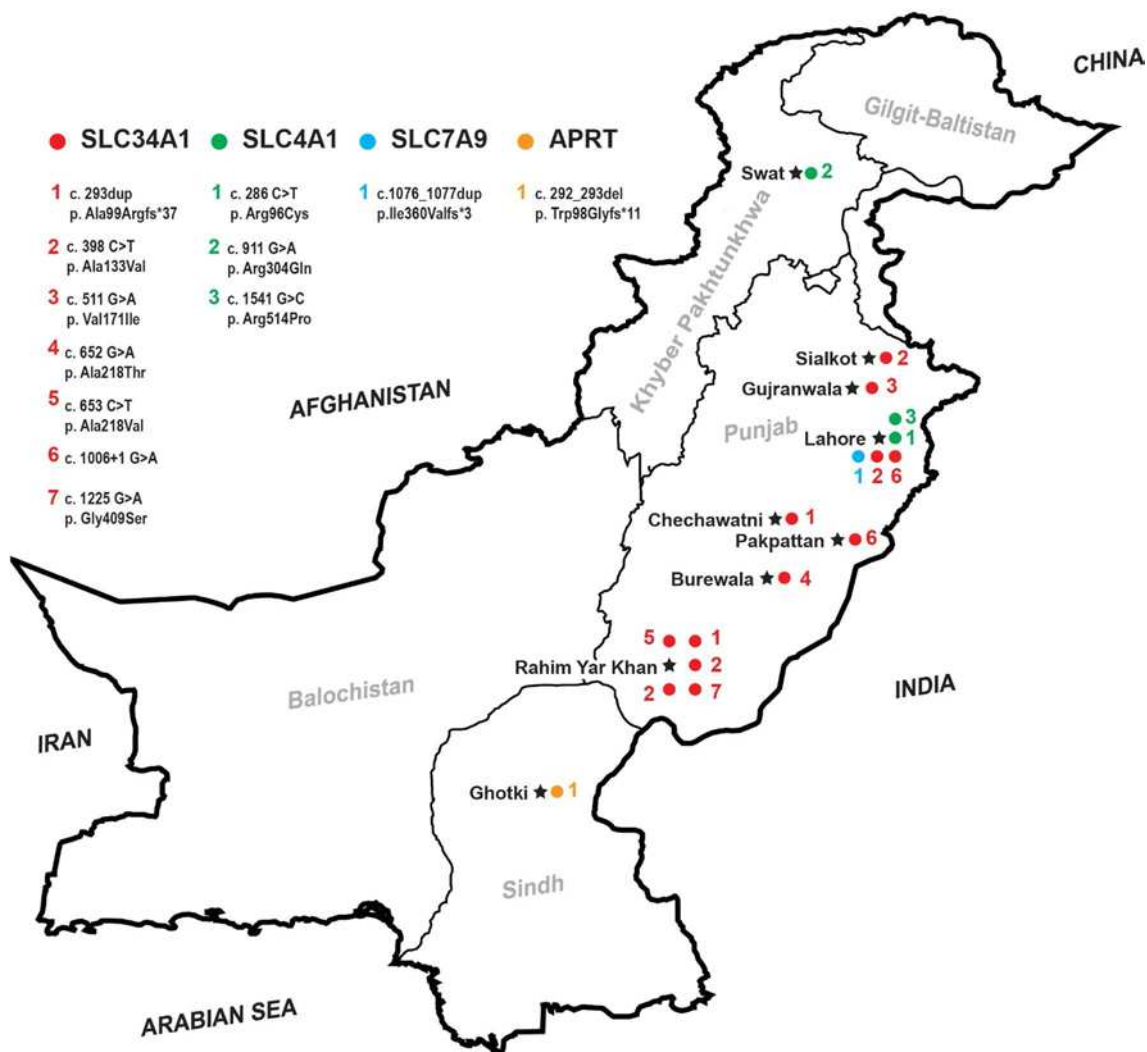 CHINA
Gilgit-Baltistan
SLC34A1 SLC4A1 SLC7A9 APRT
1 c. 293dup
p. Ala99Argfs*37
2 c. 398 C>T
p. Ala133Val
3 c. 511 G>A
p. Val171Ile
4 c. 652 G>A
p. Ala218Thr
5 c. 653 C>T
p. Ala218Val
6 c. 1006+1 G>A
7 c. 1225 G>A
p. Gly409Ser
1 c. 286 C>T
p. Arg96Cys
2 c. 911 G>A
p. Arg304Gln
3 c. 1541 G>C
p. Arg514Pro
1 c.1076_1077dup
p.Ile360Valfs*3
1 c. 292_293del
p. Trp98Glyfs*11
Swat 2
Khyber Pakhtunkhwa
AFGHANISTAN
Sialkot 2
Gujranwala 3
Punjab
3
Lahore 1
1 2 6
Chechawatni 1
Pakpattan 6
Burewala 4
5 1
Rahim Yar Khan 2
2 7
Balochistan
INDIA
IRAN
Ghotki 1
Sindh
ARABIAN SEA